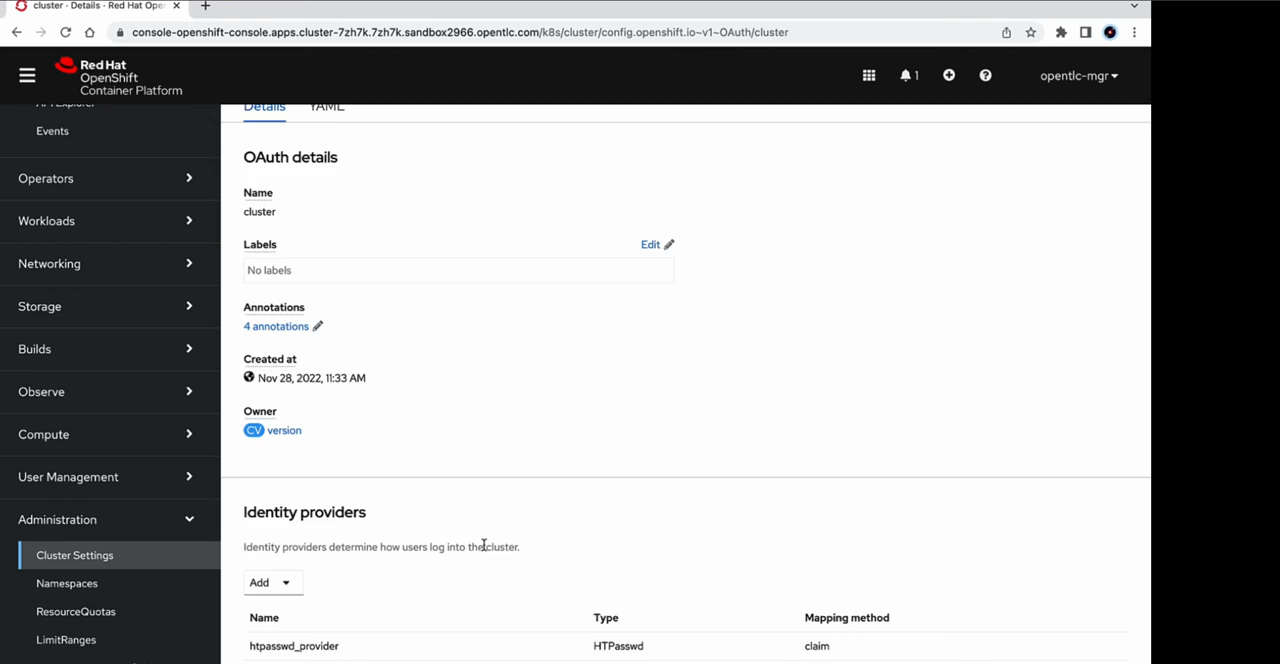 cluster · Details · Red Hat Ope
console-openshift-console.apps.cluster-7zh7k.7zh7k.sandbox2966.opentlc.com/k8s/cluster/config.openshift.io~v1~OAuth/cluster
Red Hat
OpenShift
Container Platform
1
opentlc-mgr
Details YAML
API Explorer
Events
Operators
Workloads
Networking
Storage
Builds
Observe
Compute
User Management
Administration
Cluster Settings
Namespaces
ResourceQuotas
LimitRanges
OAuth details
Name
cluster
Labels Edit
No labels
Annotations
4 annotations
Created at
Nov 28, 2022, 11:33 AM
Owner
CV version
Identity providers
Identity providers determine how users log into the cluster.
Add
Name Type Mapping method
htpasswd_provider HTPasswd claim